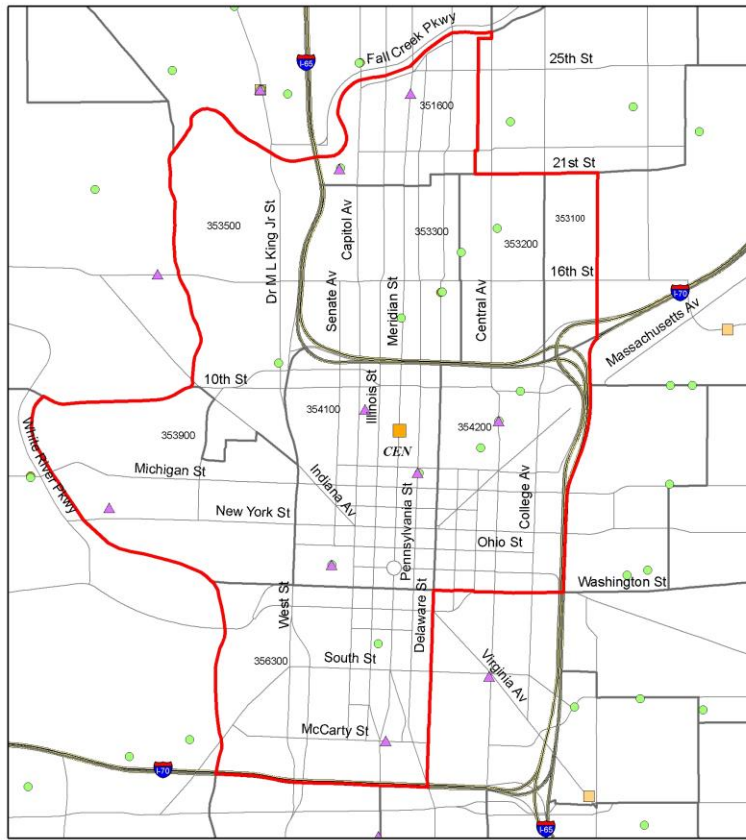 I-65
Fall Creek Pkwy
25th St
351600
21st St
353500
Dr M L King Jr St
Capitol Av
353300
353200
353100
Senate Av
Meridian St
Central Av
16th St
I-70
Massachusetts Av
10th St
Illinois St
354100
354200
CEN
353900
White River Pkwy
Michigan St
Indiana Av
New York St
Pennsylvania St
College Av
Ohio St
Washington St
West St
Delaware St
South St
356300
Virginia Av
McCarty St
I-70
I-65